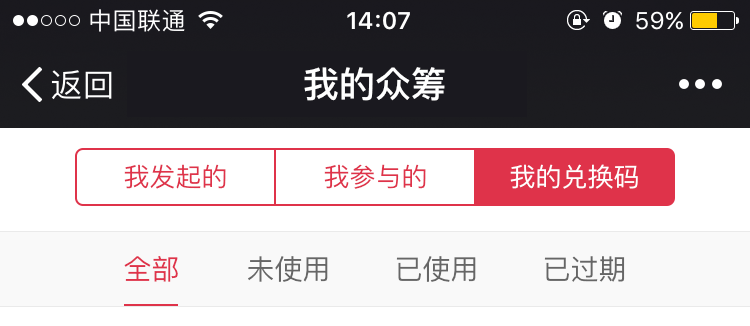 中国联通 14:07 59%
返回 我的众筹
我发起的 我参与的 我的兑换码
全部 未使用 已使用 已过期